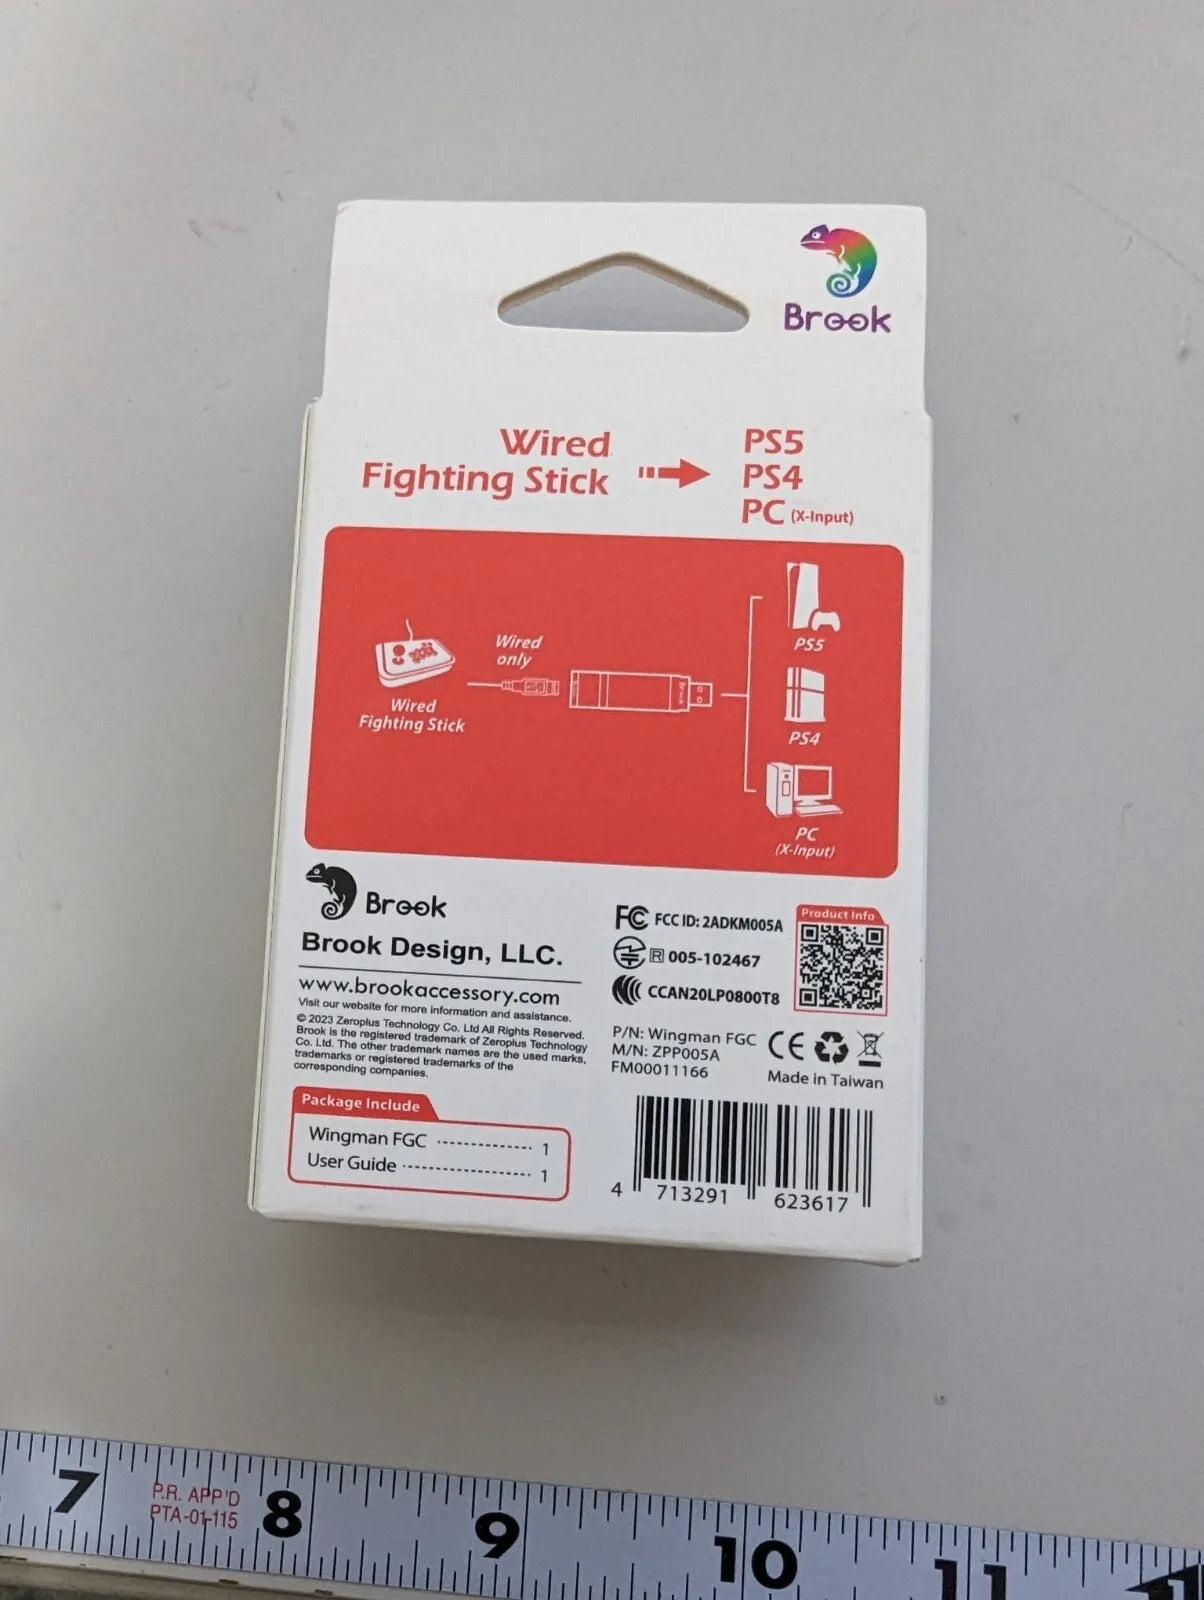 Brook
Wired
Fighting Stick
PS5
PS4
PC (X-Input)
Wired
only
Wired
Fighting Stick
Brook
PS5
PS4
PC
(X-Input)
Brook
Brook Design, LLC.
www.brookaccessory.com
Visit our website for more information and assistance.
© 2023 Zeroplus Technology Co. Ltd All Rights Reserved.
Brook is the registered trademark of Zeroplus Technology
Co. Ltd. The other trademark names are the used marks,
trademarks or registered trademarks of the
corresponding companies.
FC FCC ID: 2ADKM005A
R 005-102467
CCAN20LP0800T8
Product Info
P/N: Wingman FGC
M/N: ZPP005A
FM00011166
CE
Made in Taiwan
Package Include
Wingman FGC ............... 1
User Guide ................... 1
4 713291 623617
7 P.R. APP'D
PTA-01-115
8 9 10 11